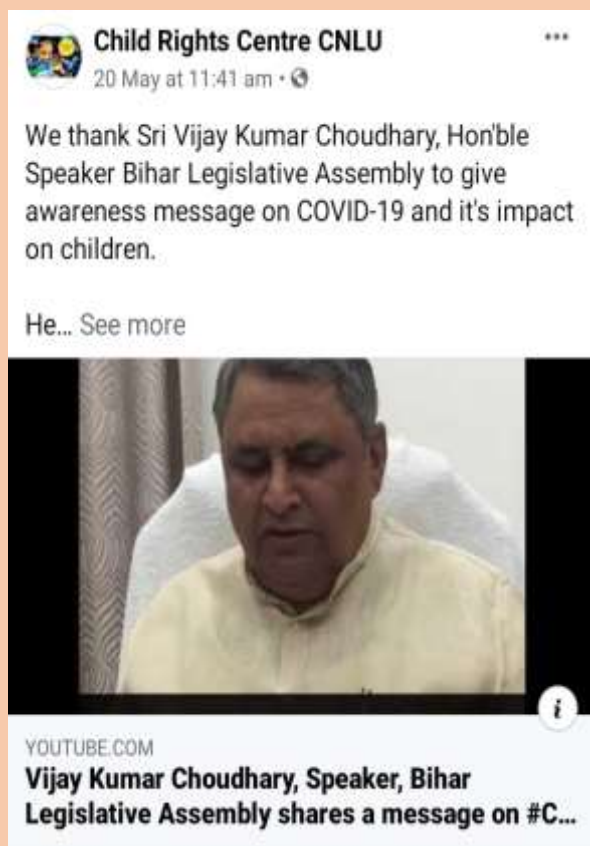 Child Rights Centre CNLU
20 May at 11:41 am •
We thank Sri Vijay Kumar Choudhary, Hon'ble
Speaker Bihar Legislative Assembly to give
awareness message on COVID-19 and it's impact
on children.
He... See more
i
YOUTUBE.COM
Vijay Kumar Choudhary, Speaker, Bihar
Legislative Assembly shares a message on #C...